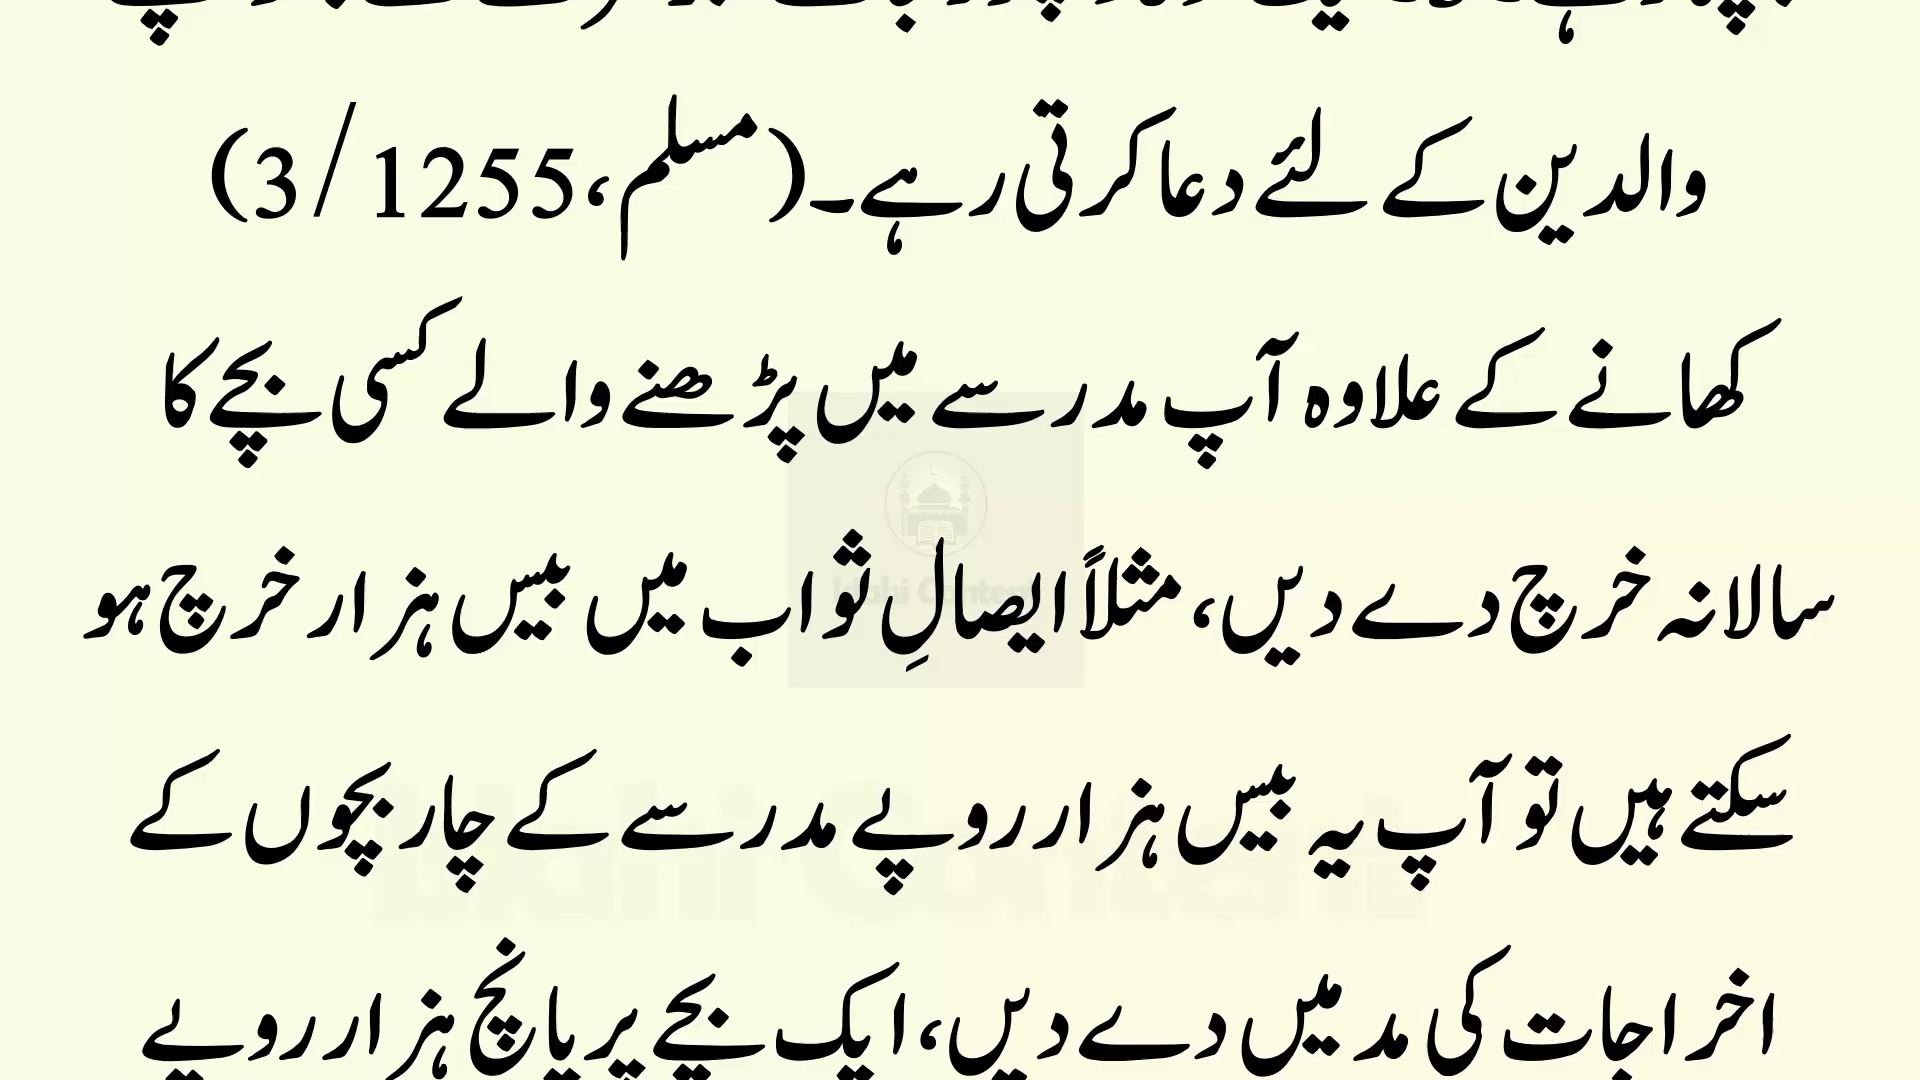 والدین کے لئے دعا کرتی رہے۔ (مسلم، 1255/3)
کھانے کے علاوہ آپ مدرسے میں پڑھنے والے کسی بچے کا
سالانہ خرچ دے دیں، مثلاً ایصالِ ثواب میں بیس ہزار خرچ ہو
سکتے ہیں تو آپ یہ بیس ہزار روپے مدرسے کے چار بچوں کے
اخراجات کی مد میں دے دیں، ایک بچے پر پانچ ہزار روپے